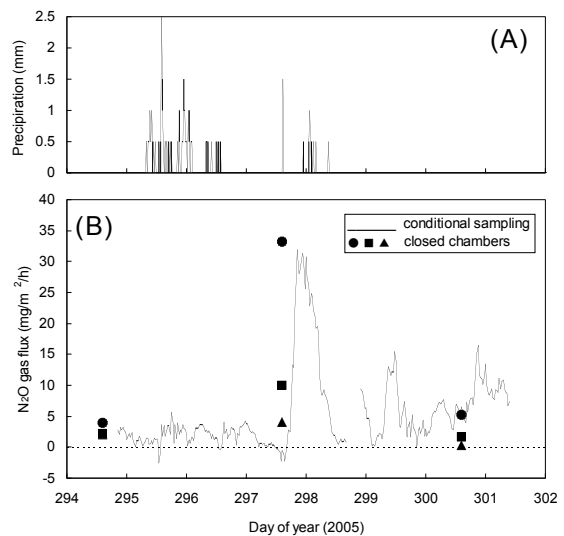 (A)
Precipiration (mm)
2.5
2
1.5
1
0.5
0
(B)
N2O gas flux (mg/m²/h)
40
35
30
25
20
15
10
5
0
-5
conditional sampling
closed chambers
294 295 296 297 298 299 300 301 302
Day of year (2005)